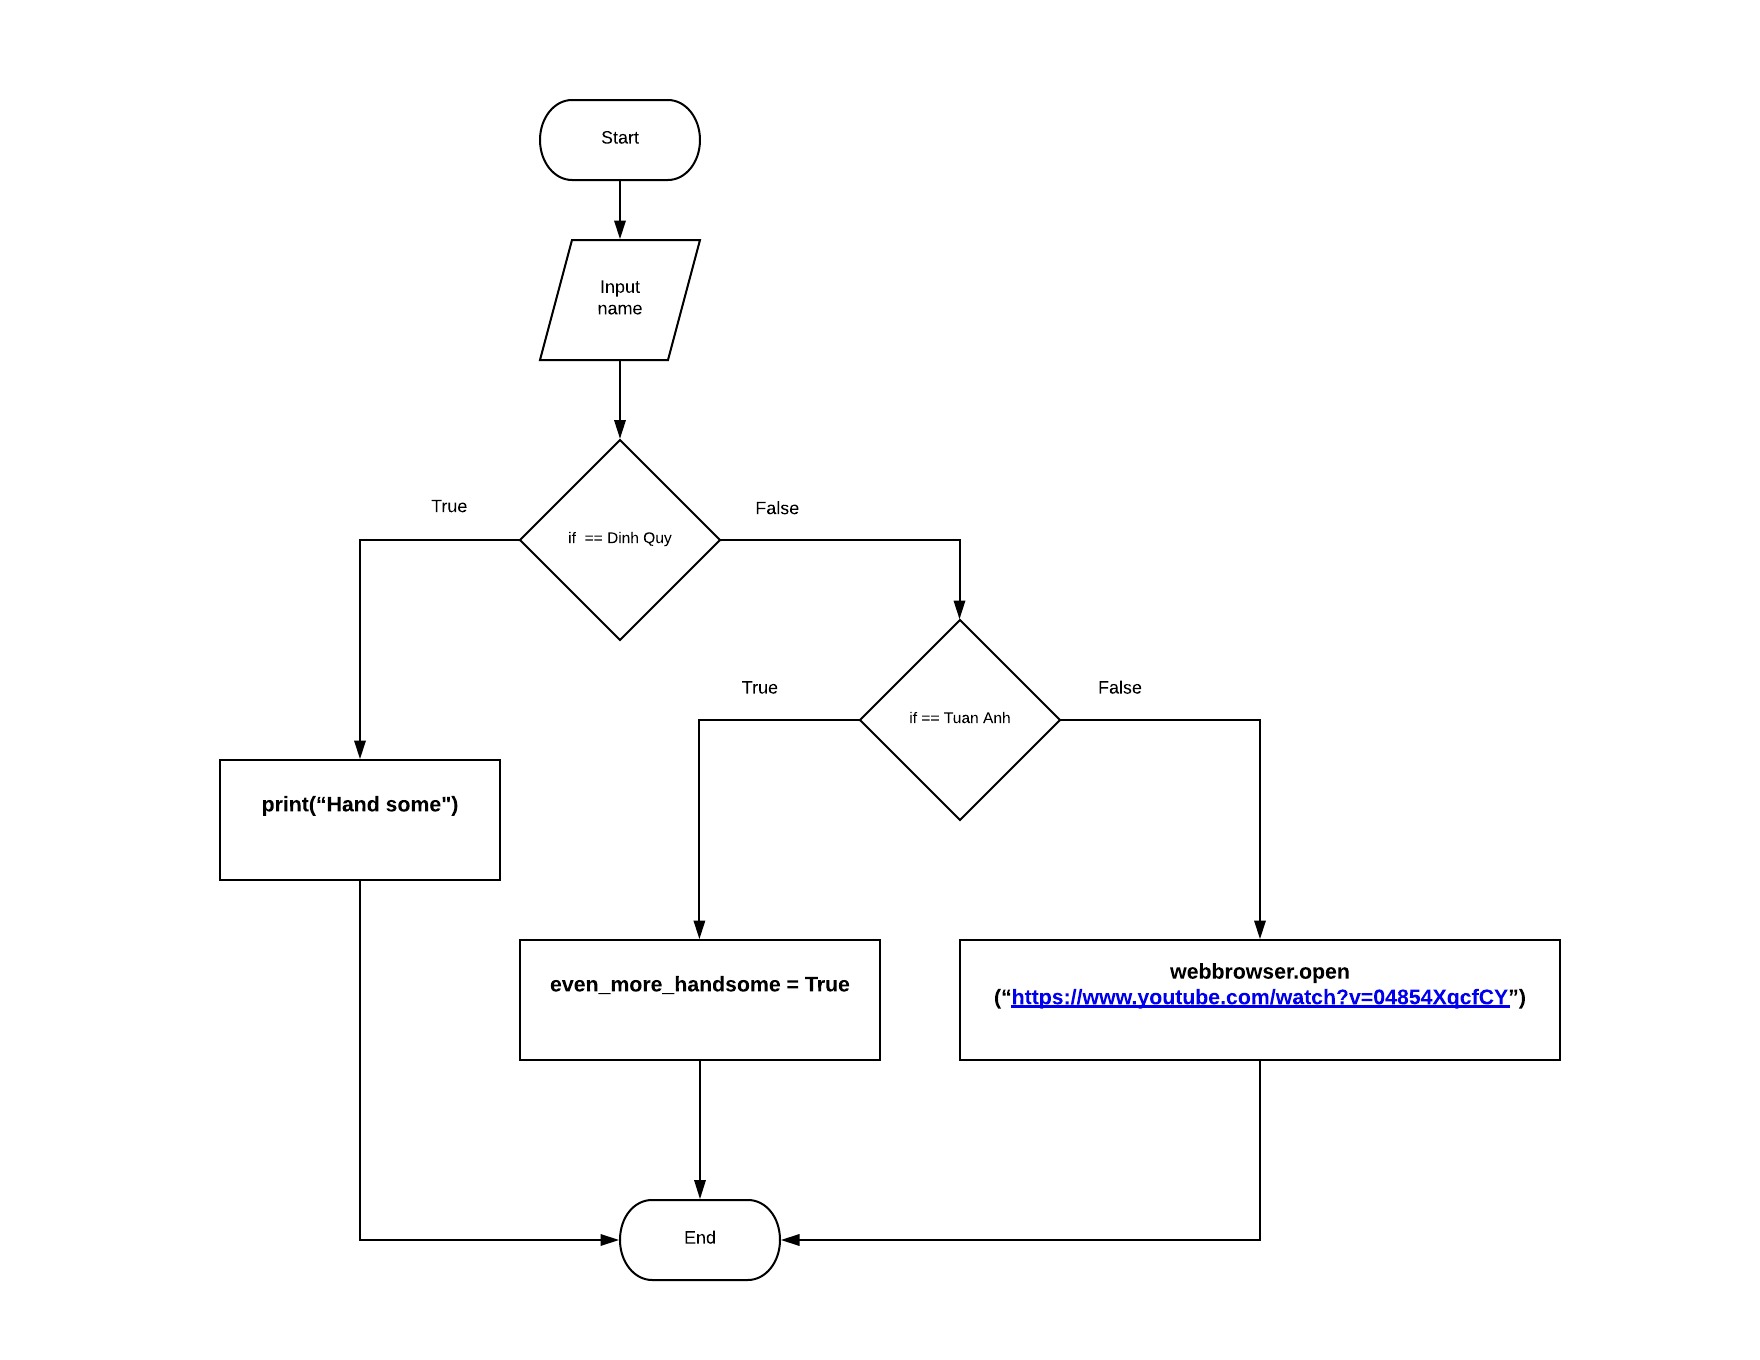 Start
Input
name
True
False
if  == Dinh Quy
True
False
if == Tuan Anh
print(“Hand some")
even_more_handsome = True
webbrowser.open
(“https://www.youtube.com/watch?v=04854XqcfCY”)
End